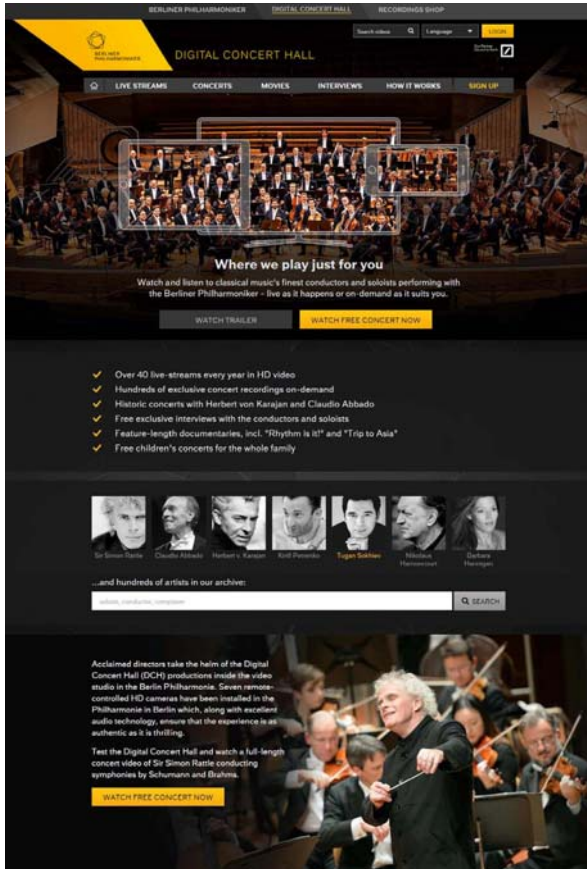 BERLINER PHILHARMONIKER DIGITAL CONCERT HALL RECORDINGS SHOP
Search videos Language LOGIN
BERLINER
PHILHARMONIKER
DIGITAL CONCERT HALL
LIVE STREAMS CONCERTS MOVIES INTERVIEWS HOW IT WORKS SIGN UP
Where we play just for you
Watch and listen to classical music's finest conductors and soloists performing with
the Berliner Philharmoniker – live as it happens or on-demand as it suits you.
WATCH TRAILER WATCH FREE CONCERT NOW
Over 40 live-streams every year in HD video
Hundreds of exclusive concert recordings on-demand
Historic concerts with Herbert von Karajan and Claudio Abbado
Free exclusive interviews with the conductors and soloists
Feature-length documentaries, incl. "Rhythm is it!" and "Trip to Asia"
Free children's concerts for the whole family
Sir Simon Rattle Claudio Abbado Herbert v. Karajan Kirill Petrenko Tugan Sokhiev Nikolaus Harnoncourt Barbara Hannigan
...and hundreds of artists in our archive:
soloist, conductor, composer SEARCH
Acclaimed directors take the helm of the Digital
Concert Hall (DCH) productions inside the video
studio in the Berlin Philharmonie. Seven remote-
controlled HD cameras have been installed in the
Philharmonie in Berlin which, along with excellent
audio technology, ensure that the experience is as
authentic as it is thrilling.
Test the Digital Concert Hall and watch a full-length
concert video of Sir Simon Rattle conducting
symphonies by Schumann and Brahms.
WATCH FREE CONCERT NOW